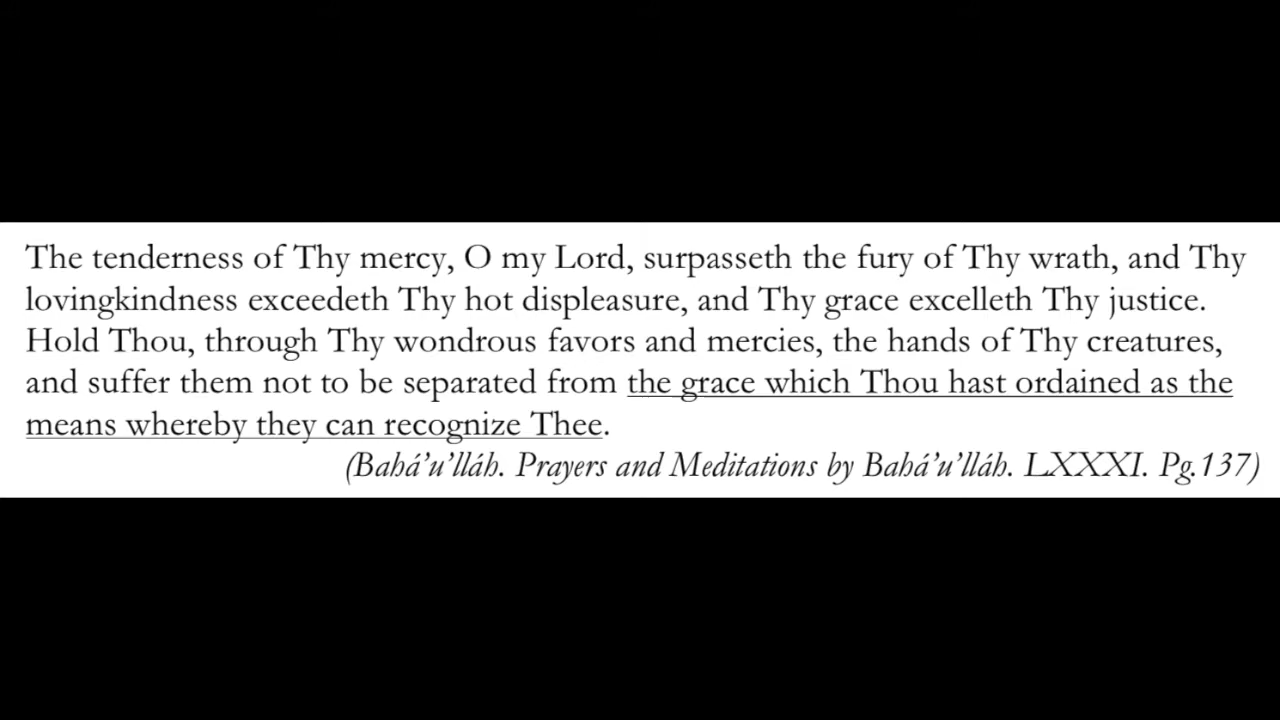 The tenderness of Thy mercy, O my Lord, surpasseth the fury of Thy wrath, and Thy
lovingkindness exceedeth Thy hot displeasure, and Thy grace excelleth Thy justice.
Hold Thou, through Thy wondrous favors and mercies, the hands of Thy creatures,
and suffer them not to be separated from the grace which Thou hast ordained as the
means whereby they can recognize Thee.
(Bahá’u’lláh. Prayers and Meditations by Bahá’u’lláh. LXXXI. Pg.137)